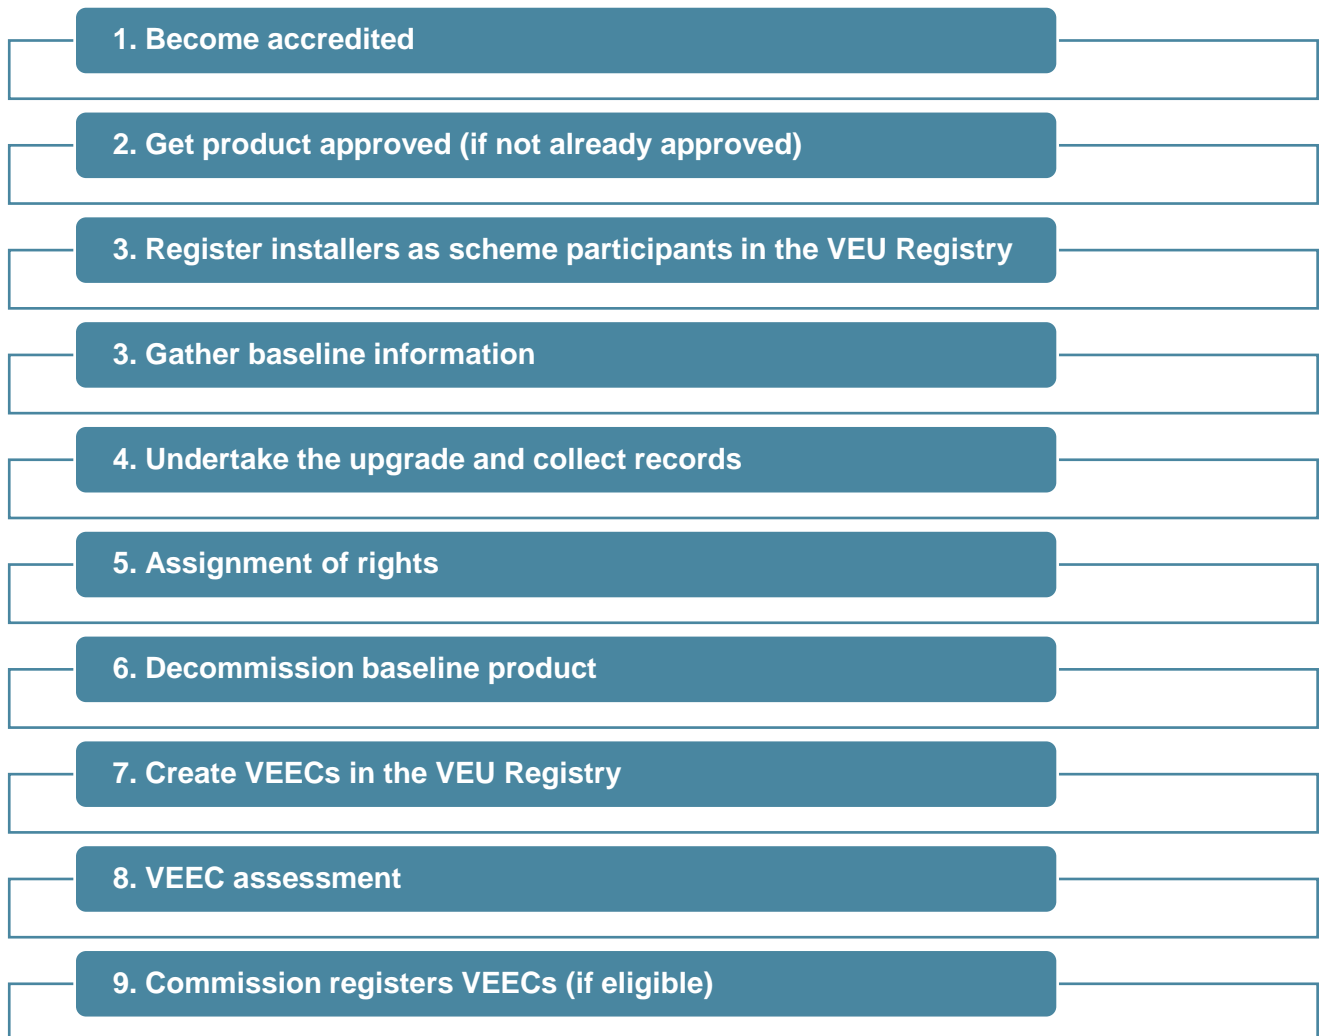 1. Become accredited
2. Get product approved (if not already approved)
3. Register installers as scheme participants in the VEU Registry
3. Gather baseline information
4. Undertake the upgrade and collect records
5. Assignment of rights
6. Decommission baseline product
7. Create VEECs in the VEU Registry
8. VEEC assessment
9. Commission registers VEECs (if eligible)